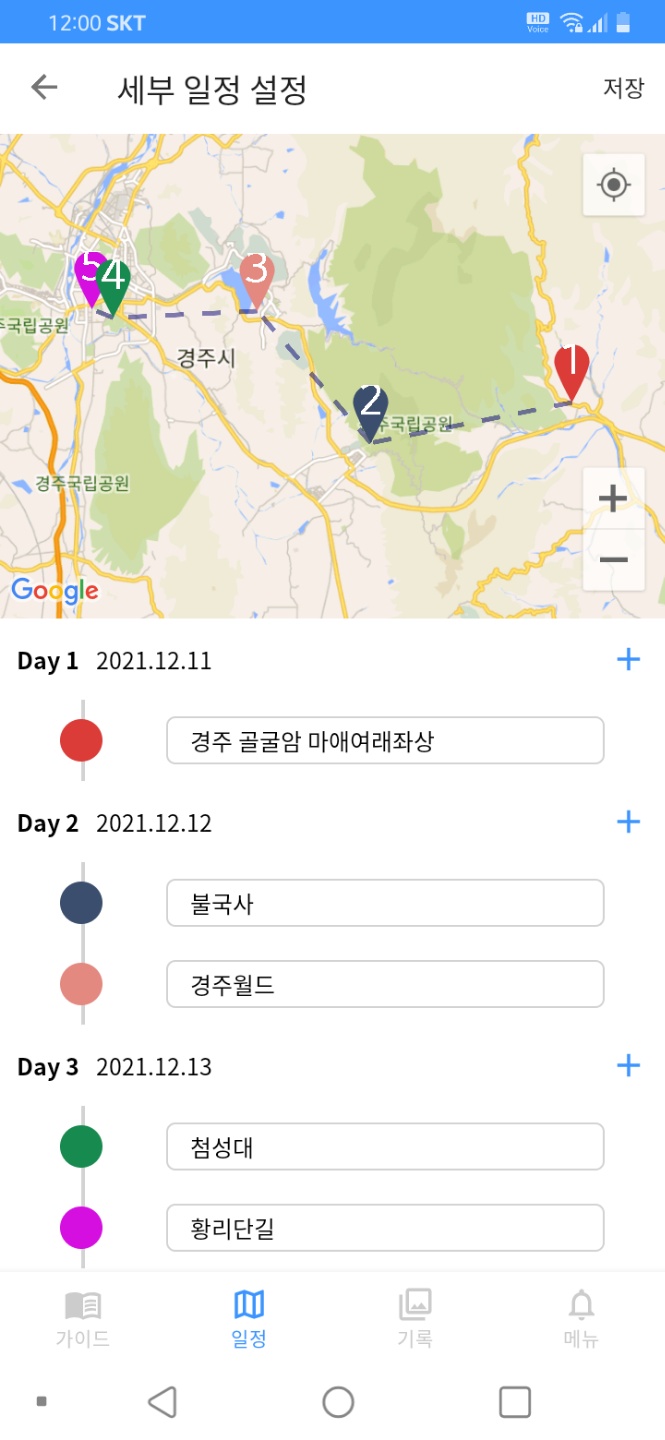 12:00 SKT
HD
Voice
세부 일정 설정
저장
5
4
3
주국립공원
경주시
1
2
주국립공원
경주국립공원
+
−
Google
Day 1 2021.12.11 +
경주 골굴암 마애여래좌상
Day 2 2021.12.12 +
불국사
경주월드
Day 3 2021.12.13 +
첨성대
황리단길
가이드 일정 기록 메뉴